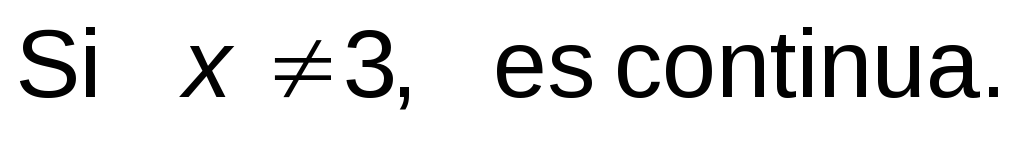 Si x ≠ 3, es continua.